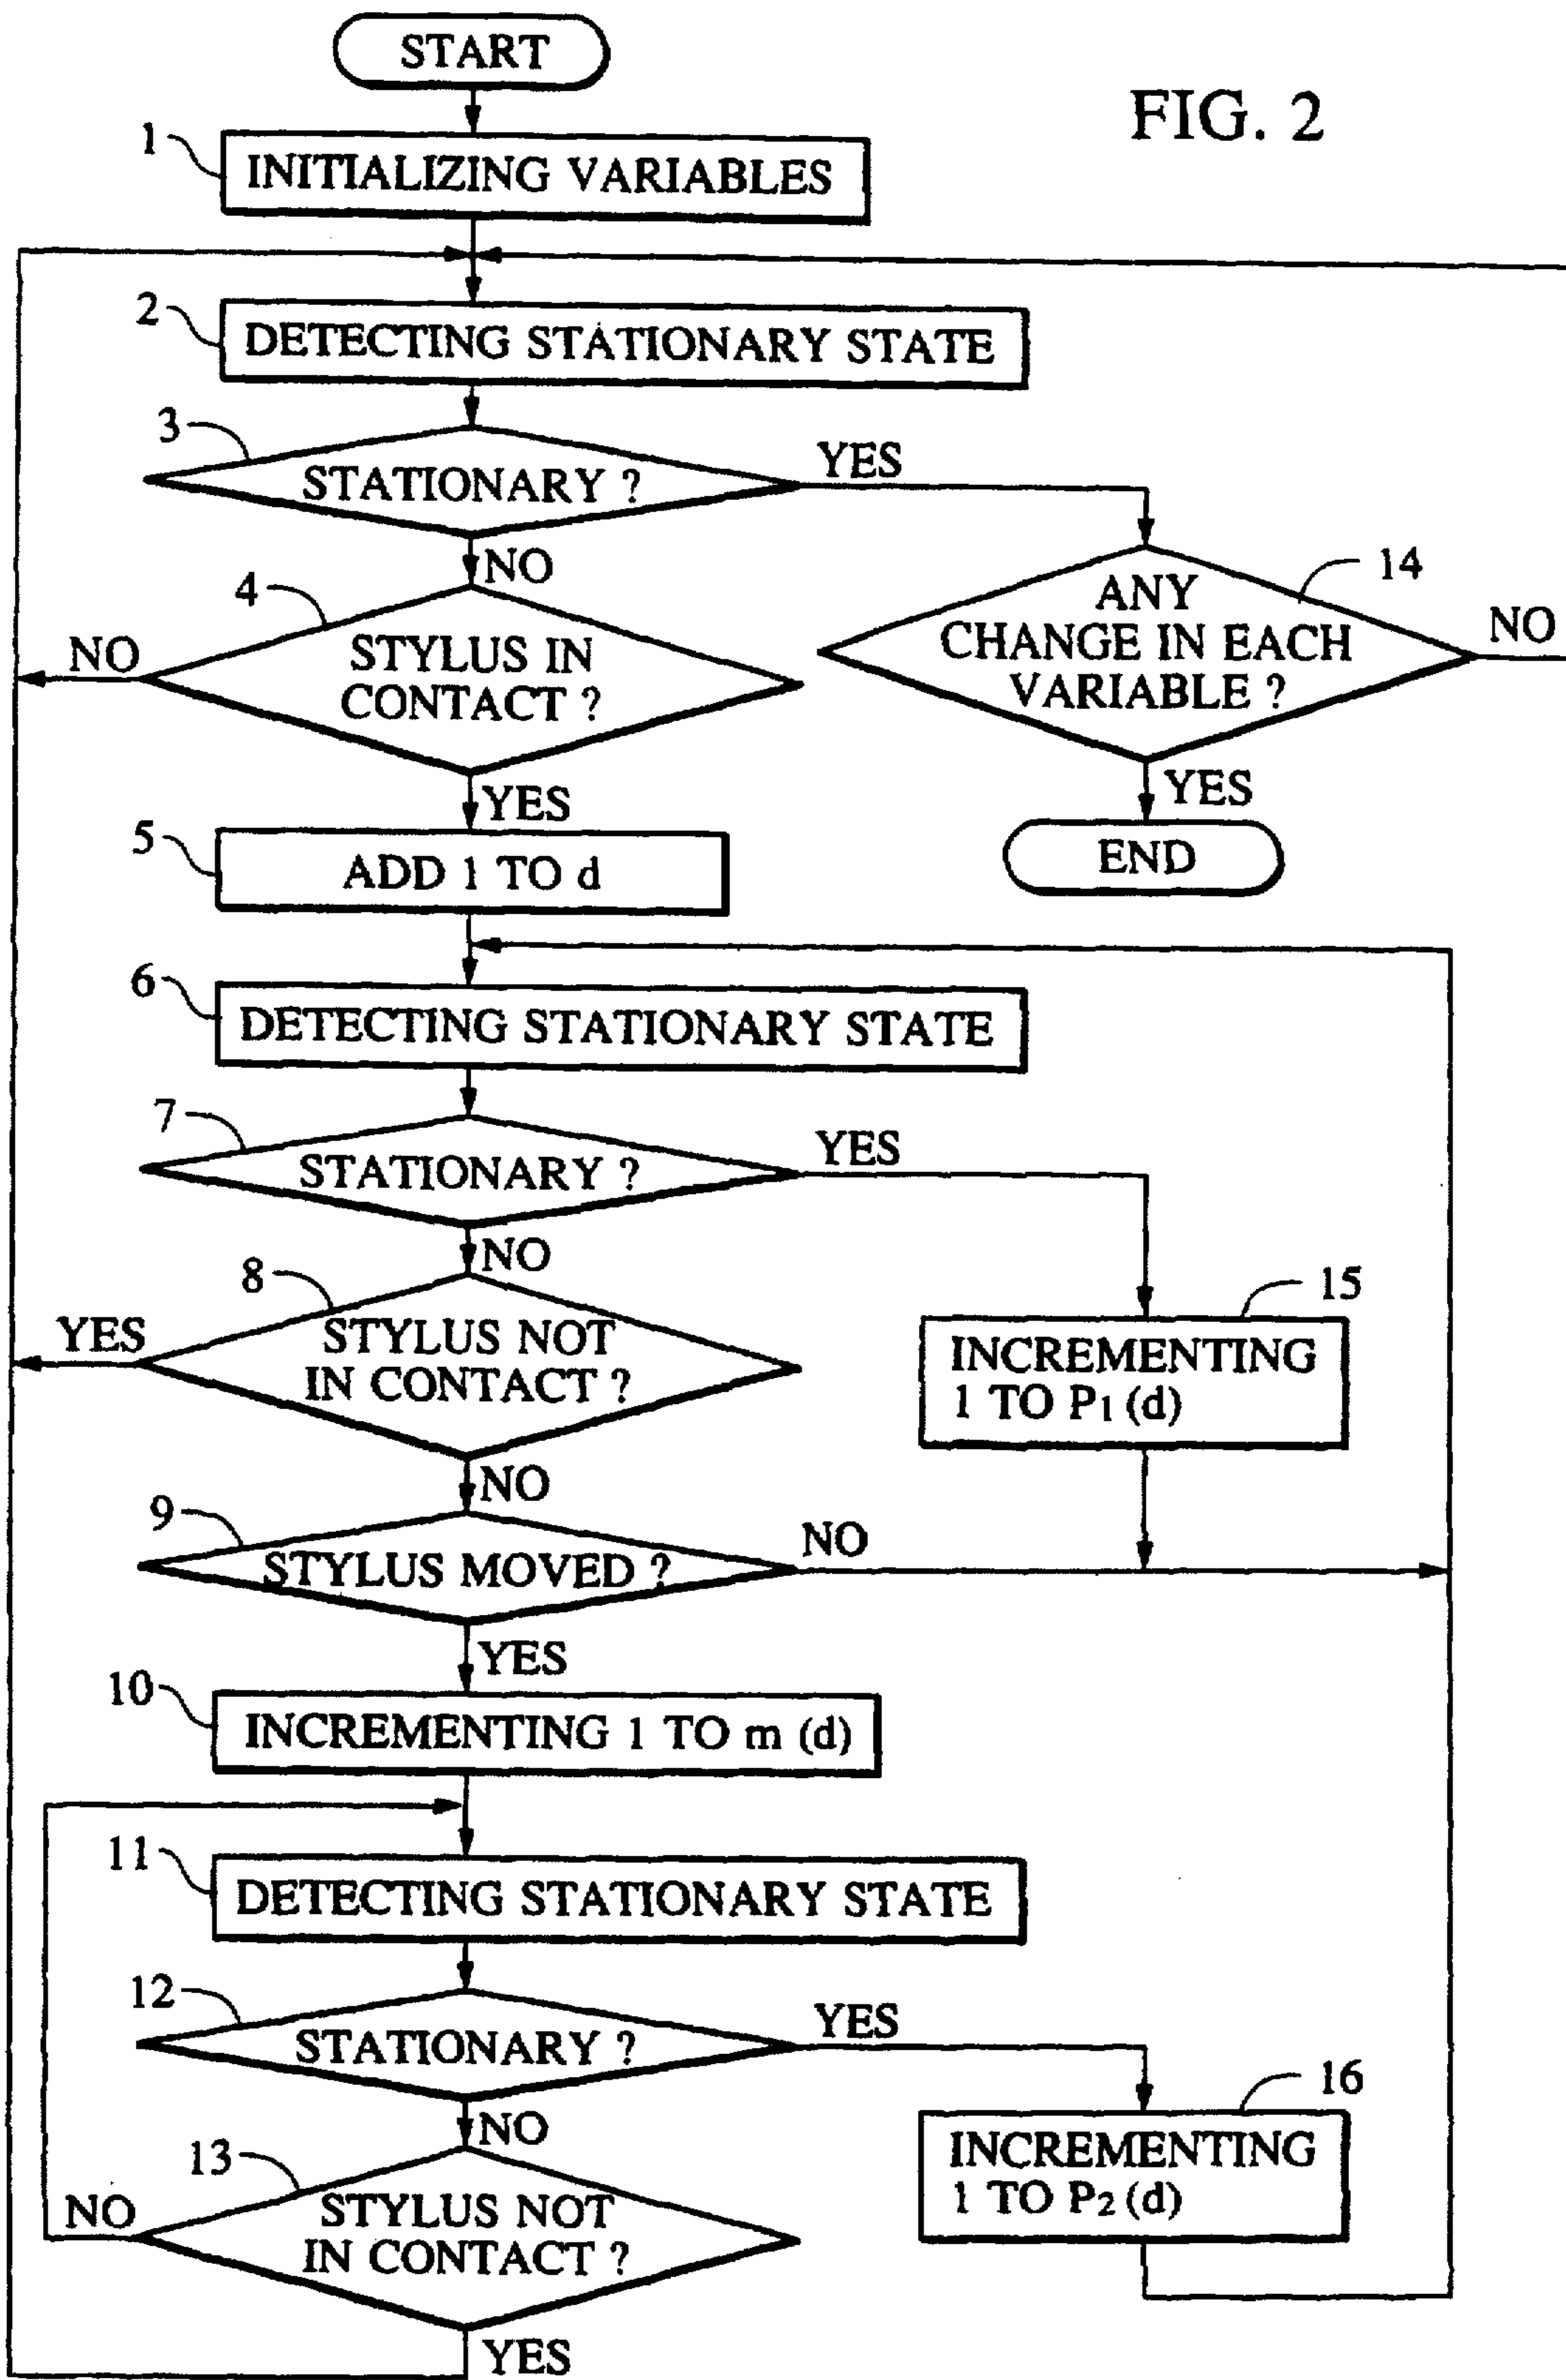 START
FIG. 2
1
INITIALIZING VARIABLES
2
DETECTING STATIONARY STATE
3
STATIONARY ?
YES
NO
4
STYLUS IN
CONTACT ?
NO
14
ANY
CHANGE IN EACH
VARIABLE ?
NO
YES
YES
5
ADD 1 TO d
END
6
DETECTING STATIONARY STATE
7
STATIONARY ?
YES
NO
8
STYLUS NOT
IN CONTACT ?
YES
15
INCREMENTING
1 TO P1 (d)
NO
9
STYLUS MOVED ?
NO
YES
10
INCREMENTING 1 TO m (d)
11
DETECTING STATIONARY STATE
12
STATIONARY ?
YES
NO
16
INCREMENTING
1 TO P2 (d)
13
STYLUS NOT
IN CONTACT ?
NO
YES